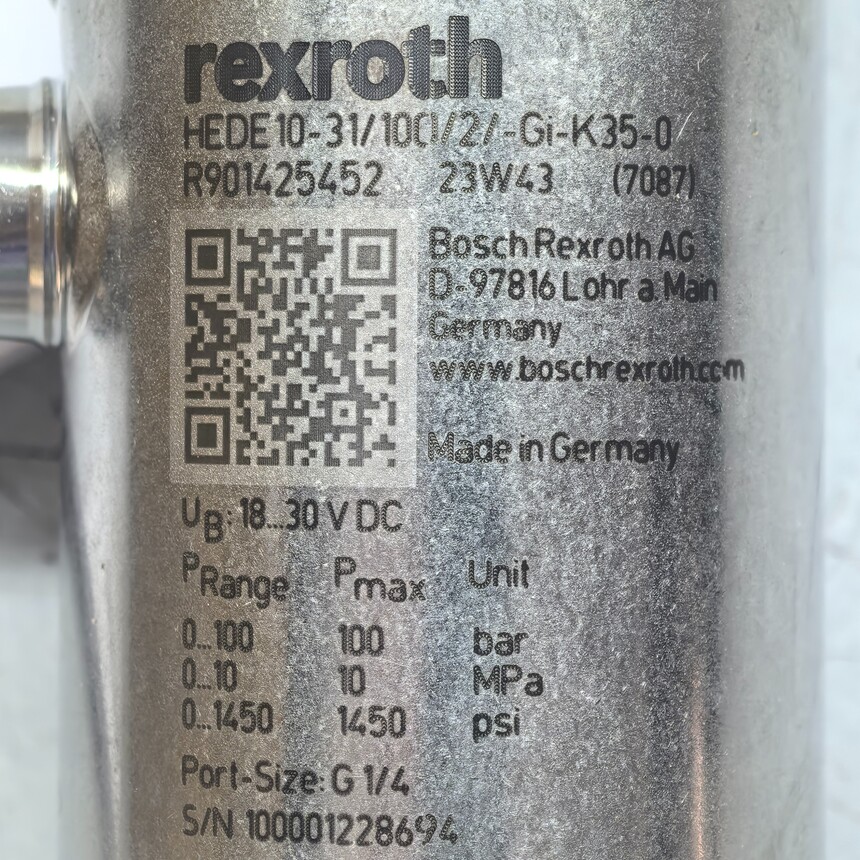 rexroth
HEDE10-31/100/2/-Gi-K35-0
R901425452 23W43 (7087)
Bosch Rexroth AG
D-97816 Lohr a. Main
Germany
www.boschrexroth.com
Made in Germany
UB: 18...30 V DC
PRange Pmax Unit
0...100 100 bar
0...10 10 MPa
0...1450 1450 psi
Port-Size: G 1/4
S/N 100001228694